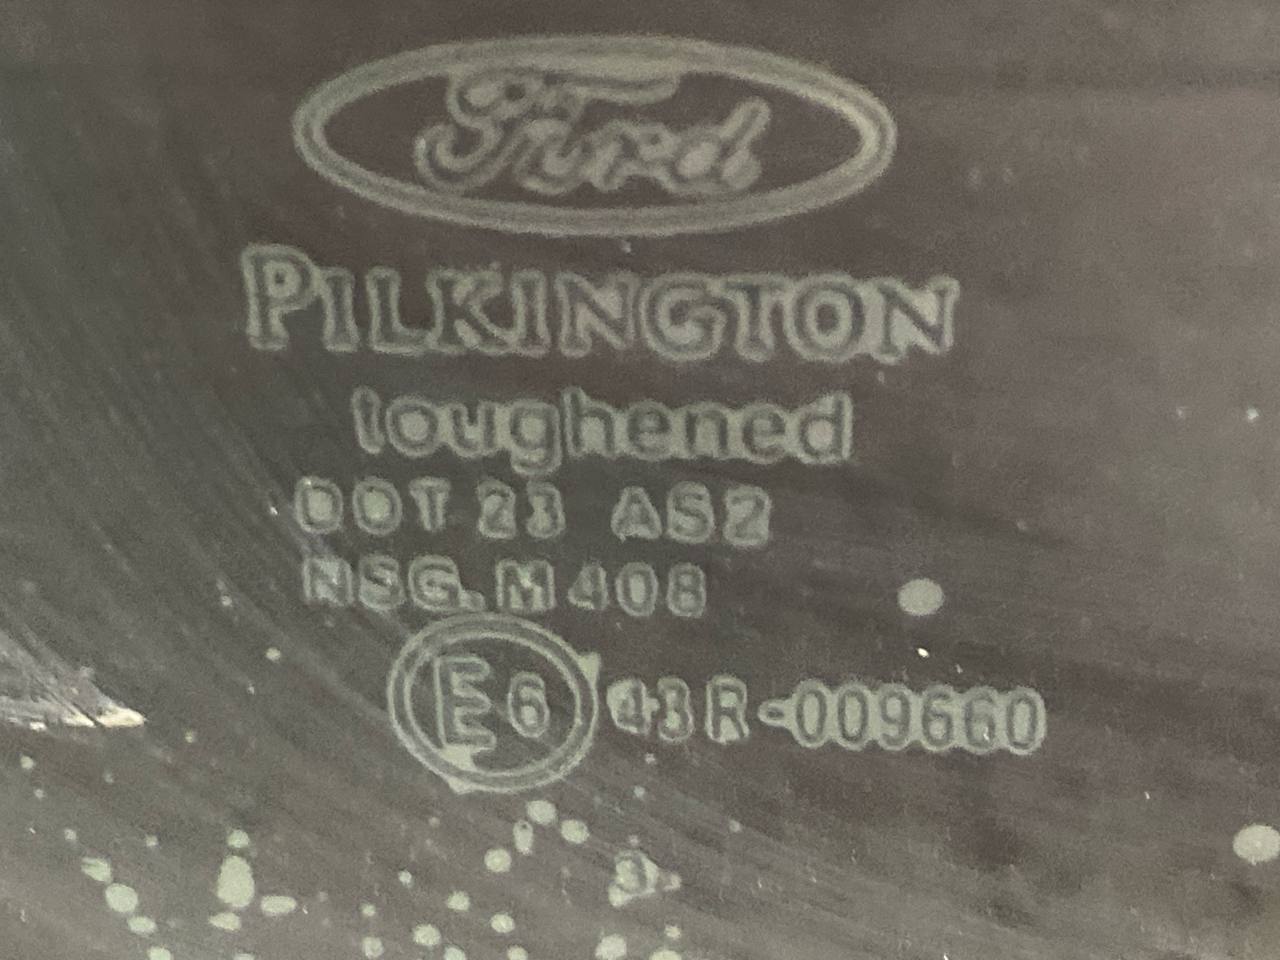 Ford
PILKINGTON
toughened
DOT 23 AS2
NSG.M408
E6 43R-009660